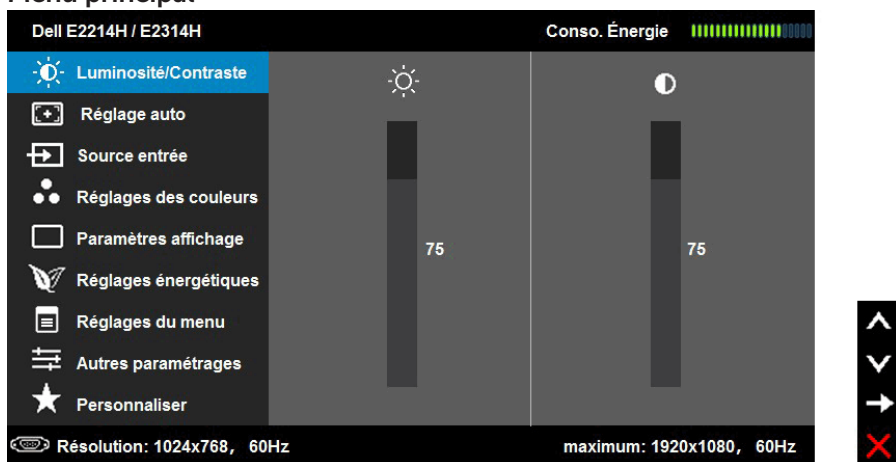 Dell E2214H / E2314H
Conso. Énergie
Luminosité/Contraste
Réglage auto
Source entrée
Réglages des couleurs
Paramètres affichage
Réglages énergétiques
Réglages du menu
Autres paramétrages
Personnaliser
75
75
Résolution: 1024x768, 60Hz
maximum: 1920x1080, 60Hz